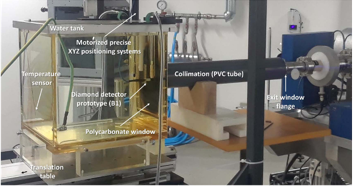 Water tank
Motorized precise
XYZ positioning systems
Temperature
sensor
Collimation (PVC tube)
Diamond detector
prototype (B1)
Exit window
flange
Polycarbonate window
Translation
table